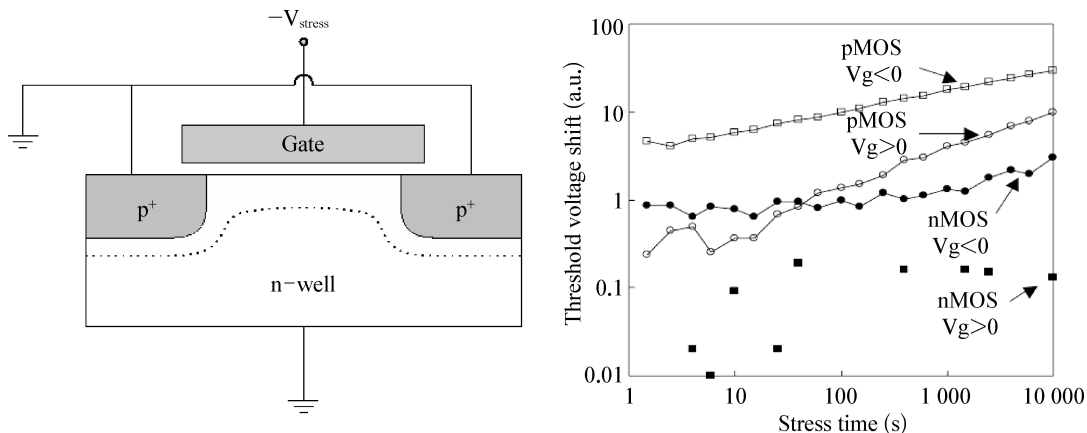 −Vstress
Gate
p+
p+
n−well
Threshold voltage shift (a.u.)
100
10
1
0.1
0.01
pMOS
Vg<0
pMOS
Vg>0
nMOS
Vg<0
nMOS
Vg>0
1
10
100
1 000
10 000
Stress time (s)